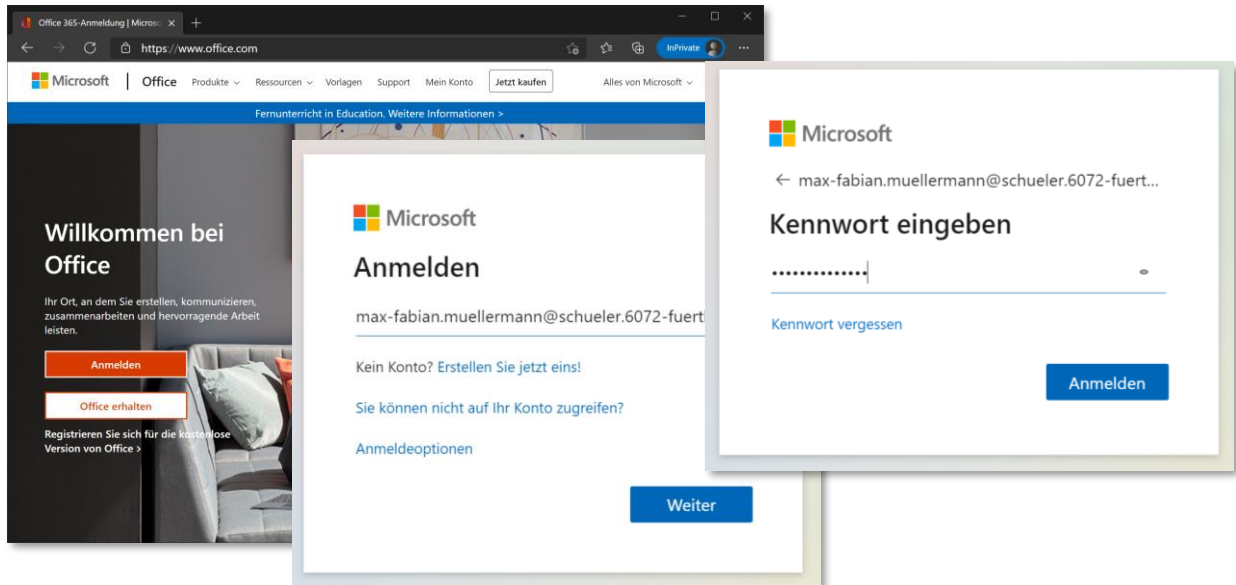 Office 365-Anmeldung | Micros
https://www.office.com
InPrivate
Microsoft | Office Produkte Ressourcen Vorlagen Support Mein Konto Jetzt kaufen Alles von Microsoft
Fernunterricht in Education. Weitere Informationen >
Willkommen bei
Office
Ihr Ort, an dem Sie erstellen, kommunizieren,
zusammenarbeiten und hervorragende Arbeit
leisten.
Anmelden
Office erhalten
Registrieren Sie sich für die kostenlose
Version von Office >
Microsoft
Anmelden
max-fabian.muellermann@schueler.6072-fuert
Kein Konto? Erstellen Sie jetzt eins!
Sie können nicht auf Ihr Konto zugreifen?
Anmeldeoptionen
Weiter
Microsoft
← max-fabian.muellermann@schueler.6072-fuert...
Kennwort eingeben
••••••••••••••
Kennwort vergessen
Anmelden